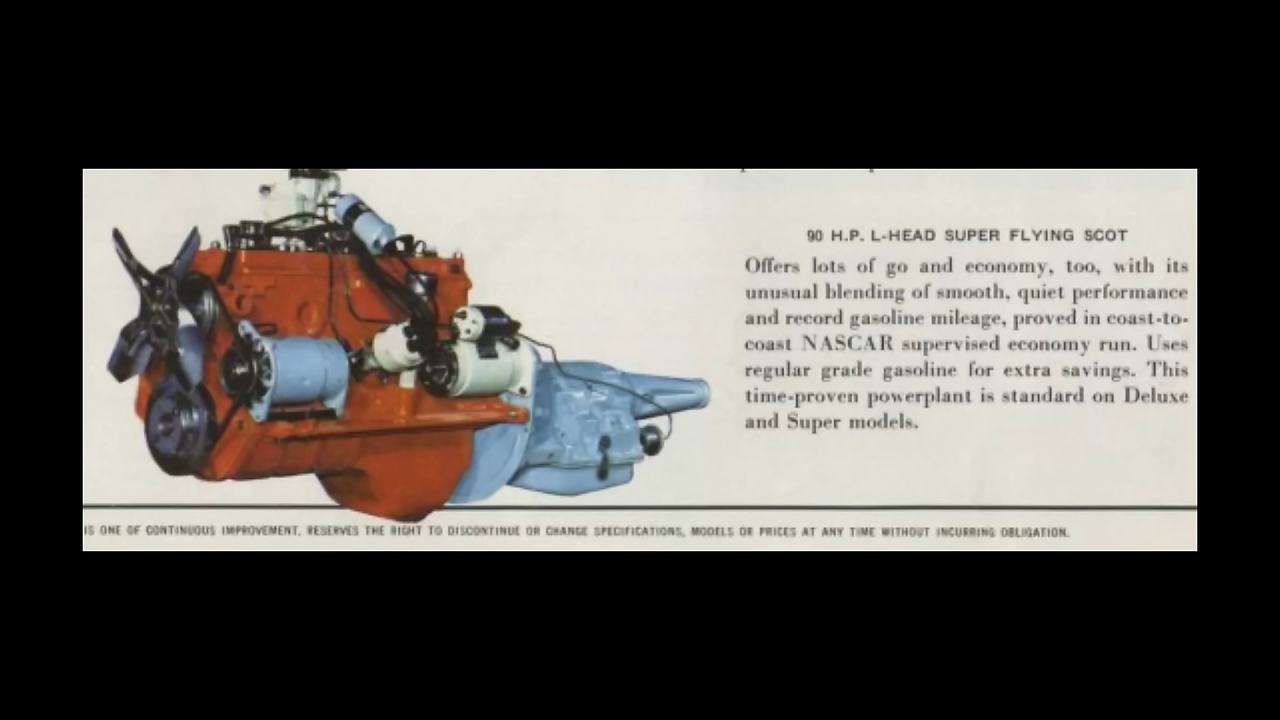 90 H.P. L-HEAD SUPER FLYING SCOT
Offers lots of go and economy, too, with its
unusual blending of smooth, quiet performance
and record gasoline mileage, proved in coast-to-
coast NASCAR supervised economy run. Uses
regular grade gasoline for extra savings. This
time-proven powerplant is standard on Deluxe
and Super models.
IS ONE OF CONTINUOUS IMPROVEMENT, RESERVES THE RIGHT TO DISCONTINUE OR CHANGE SPECIFICATIONS, MODELS OR PRICES AT ANY TIME WITHOUT INCURRING OBLIGATION.